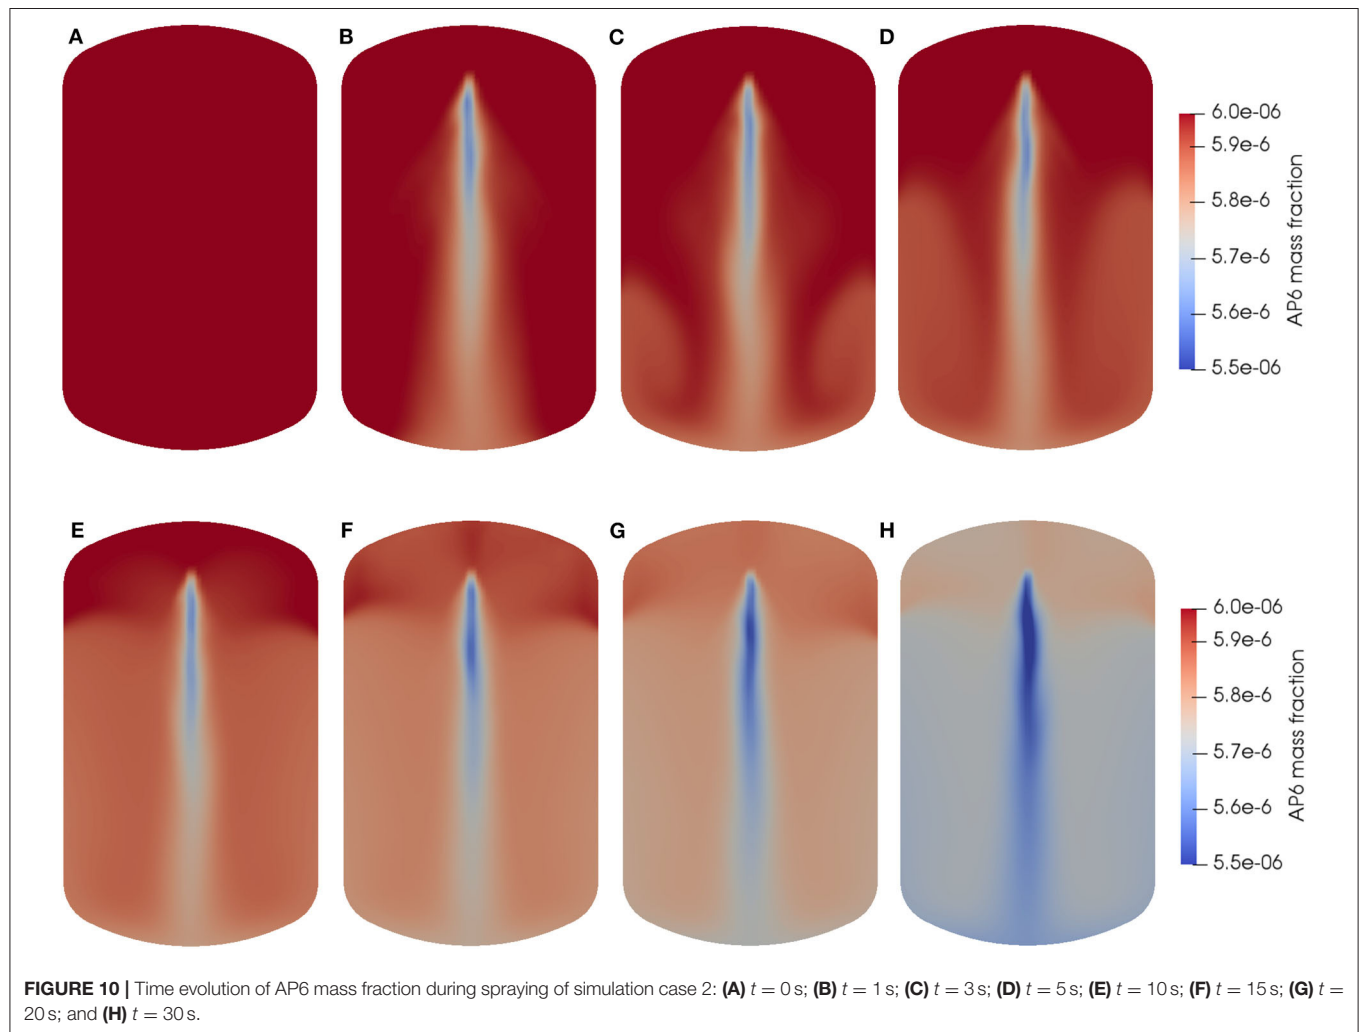 A
B
C
D
6.0e-06
5.9e-6
5.8e-6
5.7e-6
5.6e-6
5.5e-06
AP6 mass fraction
E
F
G
H
6.0e-06
5.9e-6
5.8e-6
5.7e-6
5.6e-6
5.5e-06
AP6 mass fraction
FIGURE 10 | Time evolution of AP6 mass fraction during spraying of simulation case 2: (A) t = 0 s; (B) t = 1 s; (C) t = 3 s; (D) t = 5 s; (E) t = 10 s; (F) t = 15 s; (G) t =
20 s; and (H) t = 30 s.